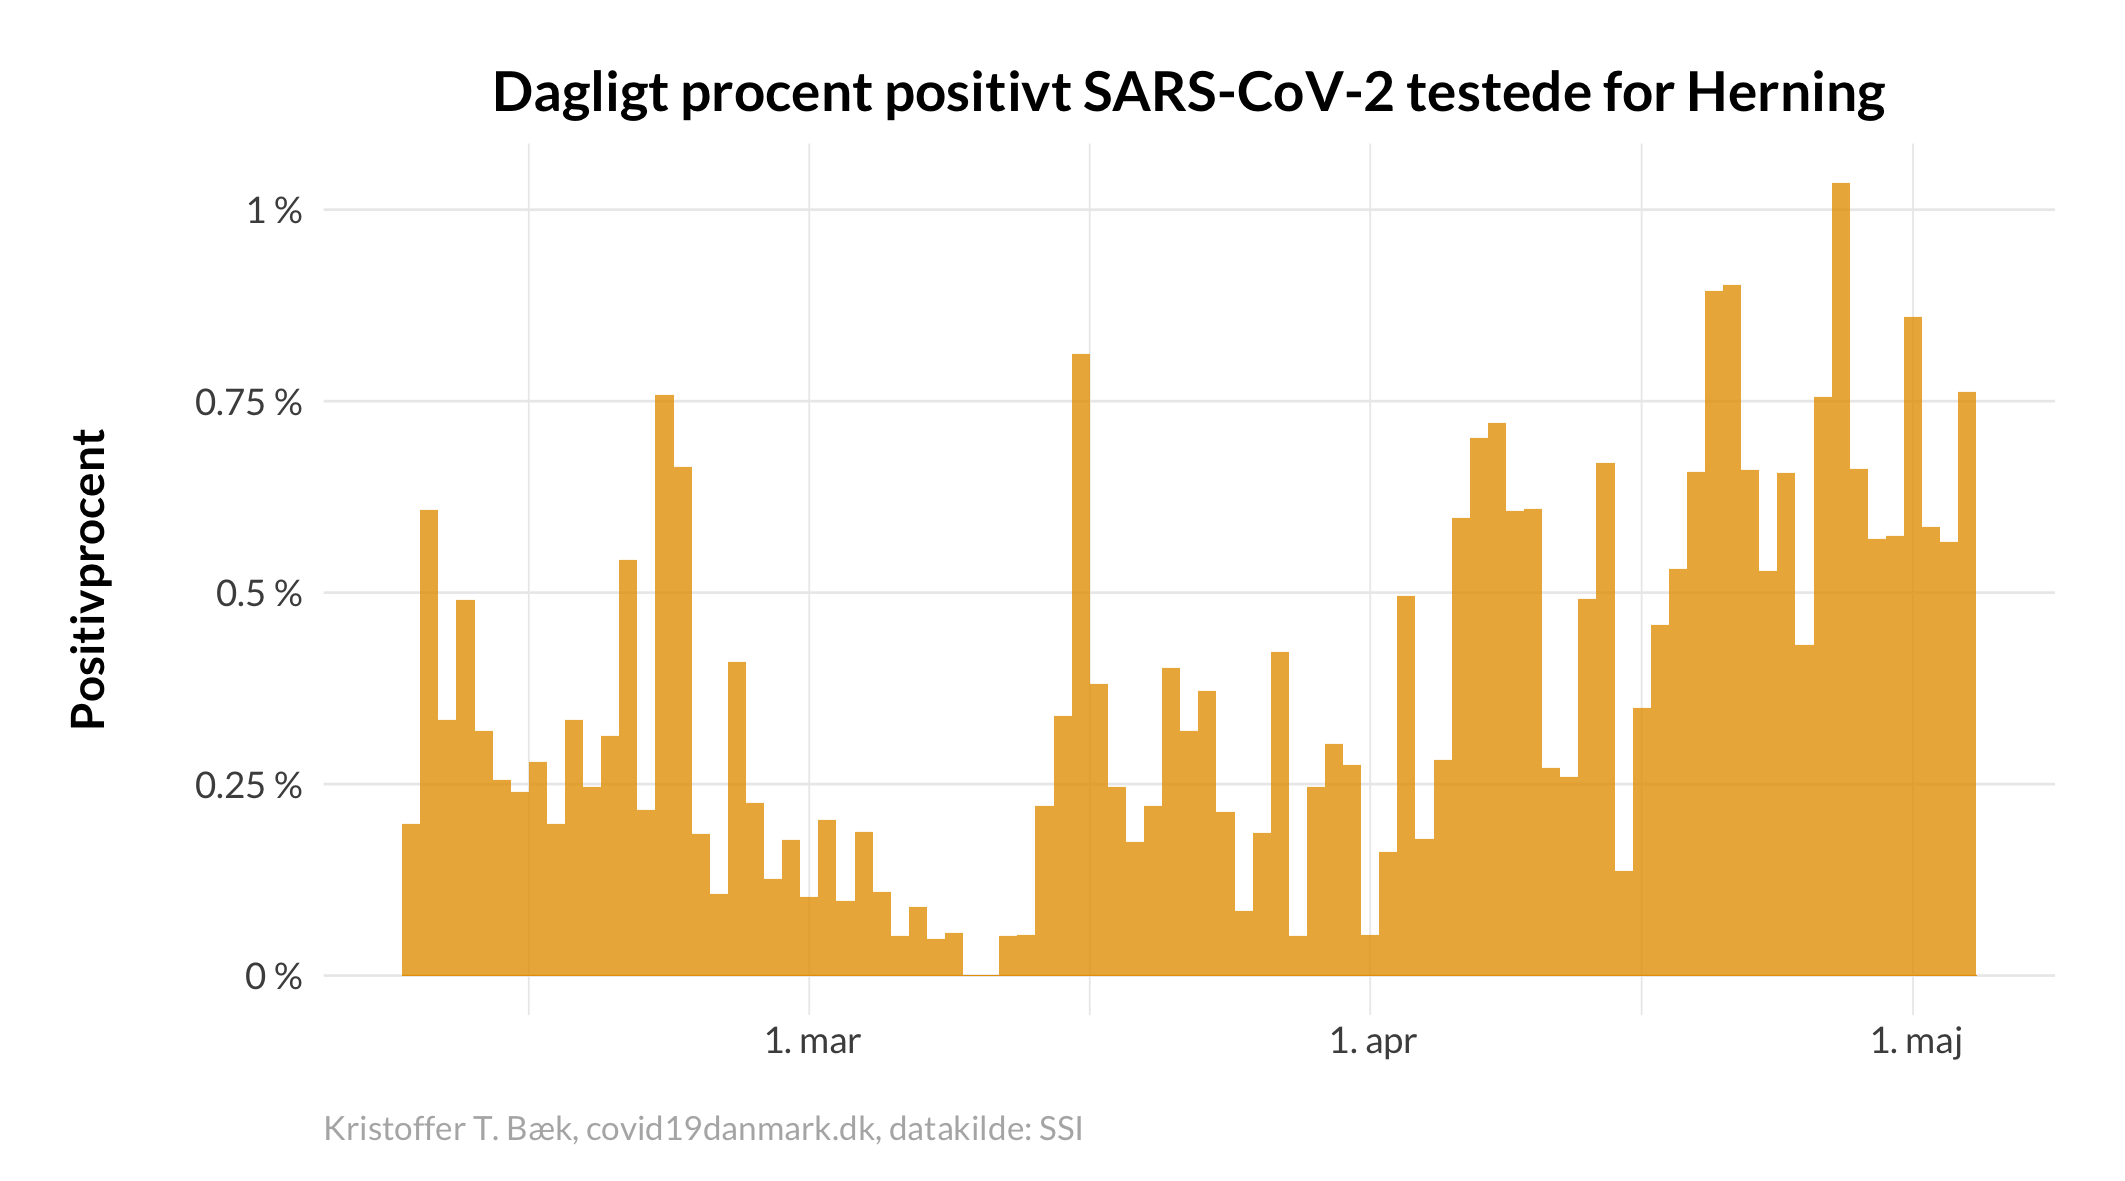 Dagligt procent positivt SARS-CoV-2 testede for Herning
Positivprocent
1 %
0.75 %
0.5 %
0.25 %
0 %
1. mar
1. apr
1. maj
Kristoffer T. Bæk, covid19danmark.dk, datakilde: SSI